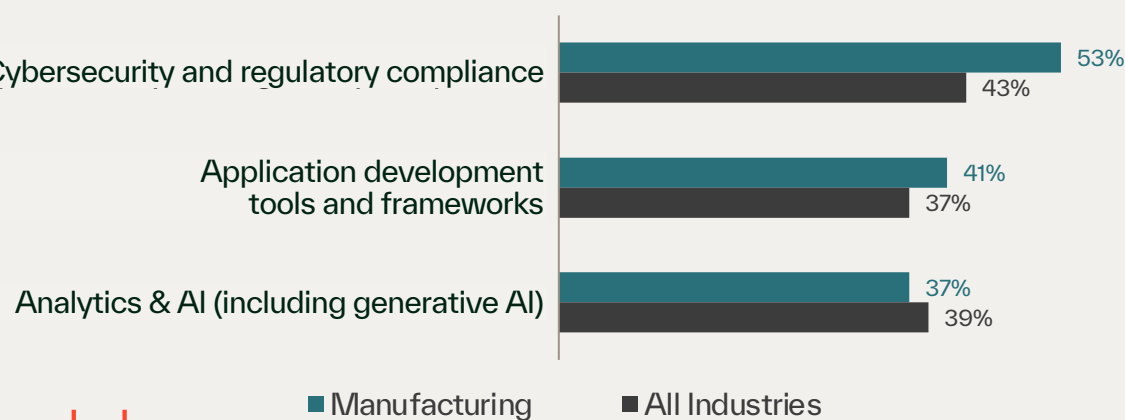 Cybersecurity and regulatory compliance
53%
43%
Application development
tools and frameworks
41%
37%
Analytics & AI (including generative AI)
37%
39%
Manufacturing
All Industries